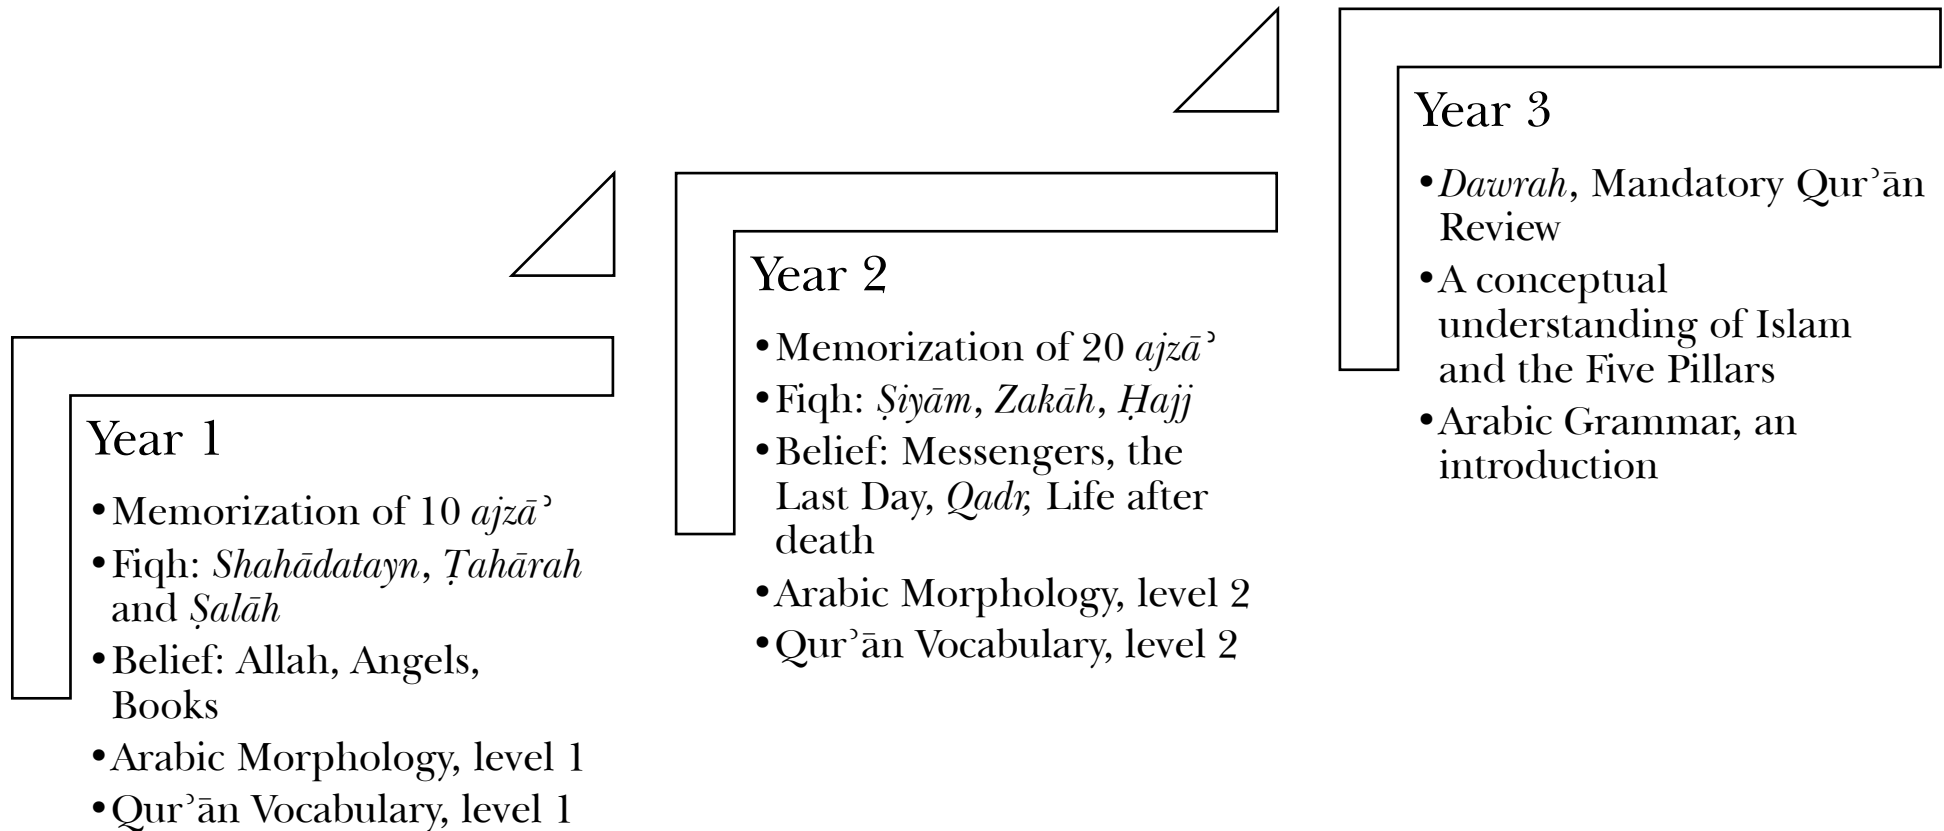 Year 1
•Memorization of 10 ajzāʾ
•Fiqh: Shahādatayn, Ṭahārah
and Ṣalāh
•Belief: Allah, Angels,
Books
•Arabic Morphology, level 1
•Qurʾān Vocabulary, level 1
Year 2
•Memorization of 20 ajzāʾ
•Fiqh: Ṣiyām, Zakāh, Ḥajj
•Belief: Messengers, the
Last Day, Qadr, Life after
death
•Arabic Morphology, level 2
•Qurʾān Vocabulary, level 2
Year 3
•Dawrah, Mandatory Qurʾān
Review
•A conceptual
understanding of Islam
and the Five Pillars
•Arabic Grammar, an
introduction